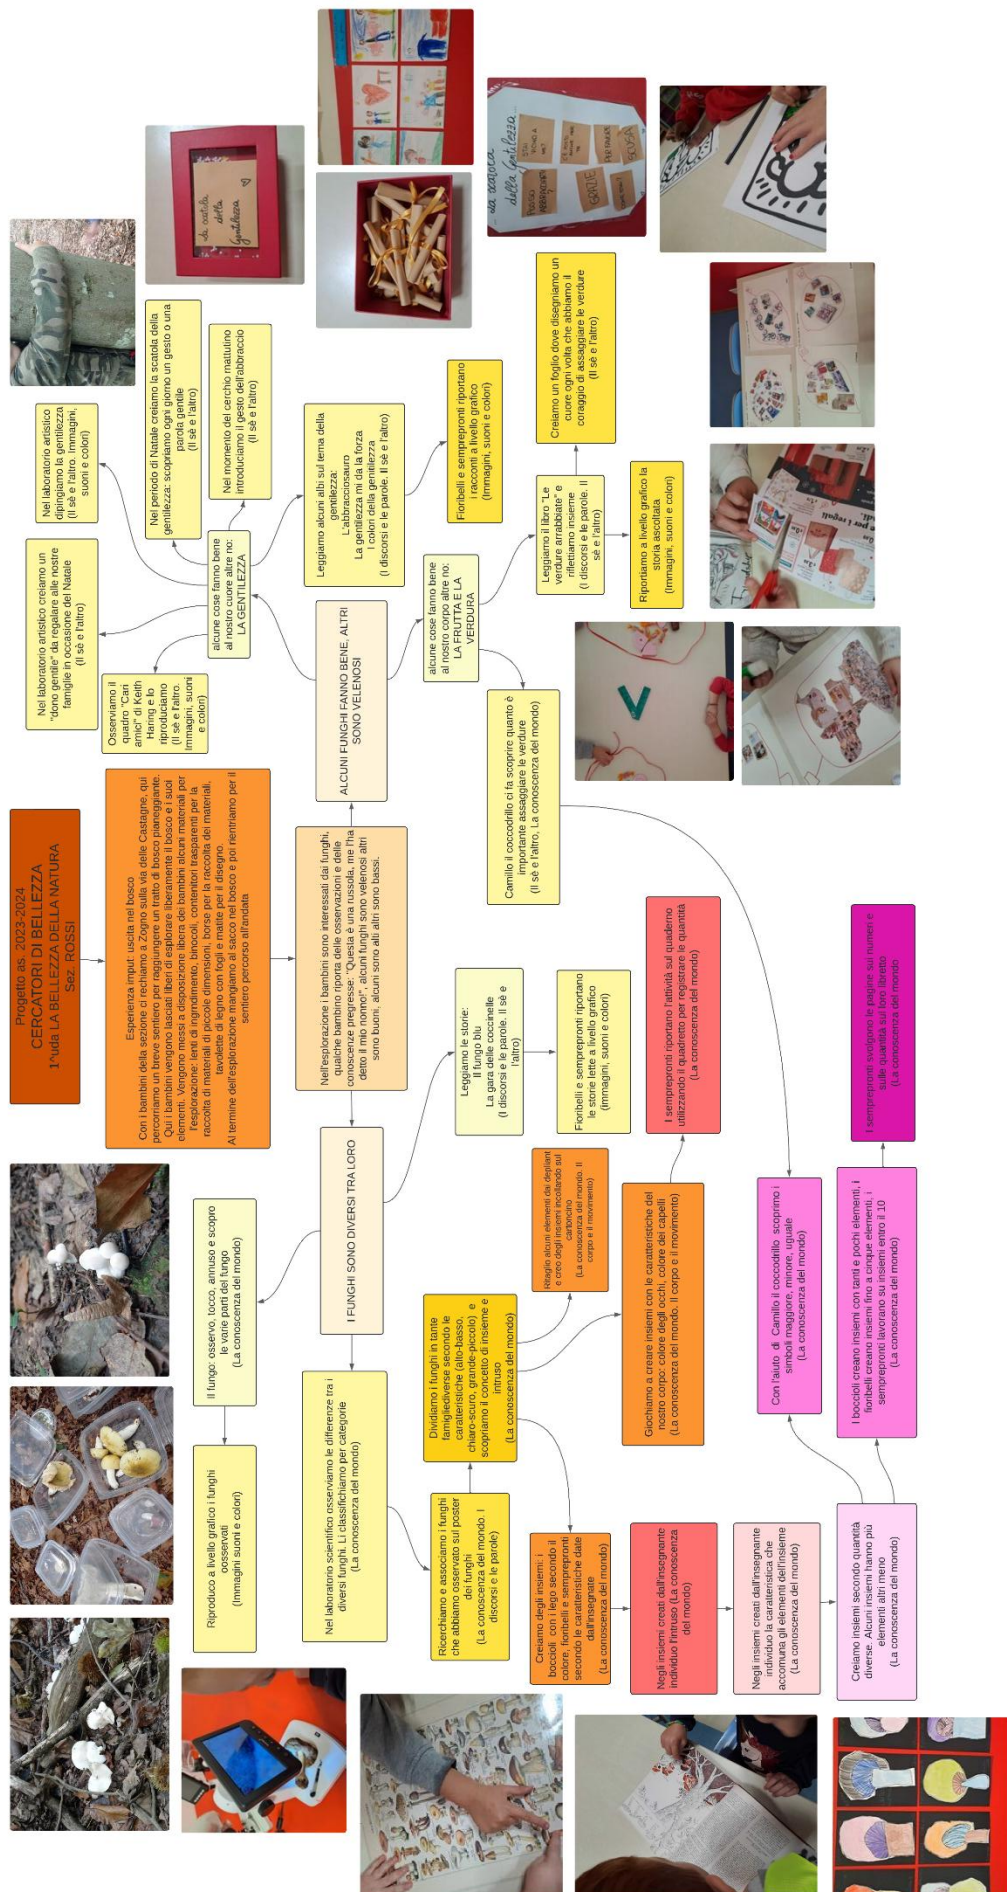 Progetto as. 2023-2024
CERCATORI DI BELLEZZA
1^uda LA BELLEZZA DELLA NATURA
Sez. ROSSI
Esperienza imput: uscita nel bosco
Con i bambini della sezione ci rechiamo a Zogno sulla via delle Castagne, qui
percorriamo un breve sentiero per raggiungere un tratto di bosco pianeggiante.
Qui i bambini vengono lasciati liberi di esplorare liberamente il bosco e i suoi
elementi. Vengono messi a disposizione libera dei bambini alcuni materiali per
l'esplorazione: lenti di ingrndimento, binocoli, contenitori trasparenti per la
raccolta di materiali di piccole dimensioni, borse per la raccolta dei materiali,
tavolette di legno con fogli e matite per il disegno.
Al termine dell'esplorazione mangiamo al sacco nel bosco e poi rientriamo per il
sentiero percorso all'andata
Nell'esplorazione i bambini sono interessati dai funghi,
qualche bambino riporta delle osservazioni e delle
conoscenze pregresse: "Questa è una russola, me l'ha
detto il mio nonno!", alcuni funghi sono velenosi altri
sono buoni, alcuni sono alti altri sono bassi.
I FUNGHI SONO DIVERSI TRA LORO
ALCUNI FUNGHI FANNO BENE, ALTRI
SONO VELENOSI
Il fungo: osservo, tocco, annuso e scopro
le varie parti del fungo
(La conoscenza del mondo)
Riproduco a livello grafico i funghi
oosservati
(Immagini suoni e colori)
Nel laboratorio scientifico osserviamo le differenze tra i
diversi funghi. Li classifichiamo per categorie
(La conoscenza del mondo)
Ricerchiamo e associamo i funghi
che abbiamo osservato sul poster
dei funghi
(La conoscenza del mondo. I
discorsi e le parole)
Dividiamo i funghi in tante
famigliediverse secondo le
caratteristiche (alto-basso,
chiaro-scuro, grande-piccolo) e
scopriamo il concetto di insieme e
intruso
(La conoscenza del mondo)
Leggiamo le storie:
Il fungo blu
La gara delle coccinelle
(I discorsi e le parole. Il sè e
l'altro)
Fioribelli e semprepronti riportano
le storie lette a livello grafico
(immagini, suoni e colori)
Ritaglio alcuni elementi dai depliant
e creo degli insiemi incollando sul
cartoncino
(La conoscenza del mondo. Il
corpo e il movimento)
Giochiamo a creare insiemi con le caratteristiche del
nostro corpo: colore degli occhi, colore dei capelli
(La conoscenza del mondo. Il corpo e il movimento)
I semprepronti riportano l'attività sul quaderno
utilizzando il quadretto per registrare le quantità
(La conoscenza del mondo)
Creiamo degli insiemi: i
boccioli con i lego secondo il
colore, fioribelli e semprepronti
secondo le caratteristiche date
dall'insegnate
(La conoscenza del mondo)
Negli insiemi creati dall'insegnante
individuo l'intruso (La conoscenza
del mondo)
Negli insiemi creati dall'insegnante
individuo la caratteristica che
accomuna gli elementi dell'insieme
(La conoscenza del mondo)
Creiamo insiemi secondo quantità
diverse. Alcuni insiemi hanno più
elementi altri meno
(La conoscenza del mondo)
Con l'aiuto di Camillo il coccodrillo scoprimo i
simboli maggiore, minore, uguale
(La conoscenza del mondo)
I boccioli creano insiemi con tanti e pochi elementi, i
fioribelli creano insiemi fino a cinque elementi, i
semprepronti lavorano su insiemi entro il 10
(La conoscenza del mondo)
I semprepronti svolgono le pagine sui numeri e
sulle quantità sul loro libretto
(La conoscenza del mondo
alcune cose fanno bene
al nostro cuore altre no:
LA GENTILEZZA
Osserviamo il
quadro "Cari
amici" di Keith
Haring e lo
riproduciamo
(Il sè e l'altro.
Immagini, suoni
e colori)
Nel laboratorio artistico creiamo un
"dono gentile" da regalare alle nostre
famiglie in occasione del Natale
(Il sè e l'altro)
Nel laboratorio artistico
dipingiamo la gentilezza
(Il sè e l'altro. Immagini,
suoni e colori)
Nel periodo di Natale creiamo la scatola della
gentilezza: scopriamo ogni giorno un gesto o una
parola gentile
(Il sè e l'altro)
Nel momento del cerchio mattutino
introduciamo il gesto dell'abbraccio
(Il sè e l'altro)
Leggiamo alcuni albi sul tema della
gentilezza:
L'abbracciosauro
La gentilezza mi da la forza
I colori della gentilezza
(I discorsi e le parole. Il sè e l'altro)
Fioribelli e semprepronti riportano
i racconti a livello grafico
(Immagini, suoni e colori)
alcune cose fanno bene
al nostro corpo altre no:
LA FRUTTA E LA
VERDURA
Camillo il coccodrillo ci fa scoprire quanto è
importante assaggiare le verdure
(Il sè e l'altro, La conoscenza del mondo)
Leggiamo il libro "Le
verdure arrabbiate" e
riflettiamo insieme
(I discorsi e le parole. Il
sè e l'altro)
Creiamo un foglio dove disegniamo un
cuore ogni volta che abbiamo il
coraggio di assaggiare le verdure
(Il sè e l'altro)
Riportiamo a livello grafico la
storia ascoltata
(Immagini, suoni e colori)
La scatola
della
Gentilezza
La scatola
della Gentilezza
GRAZIE
SCUSA